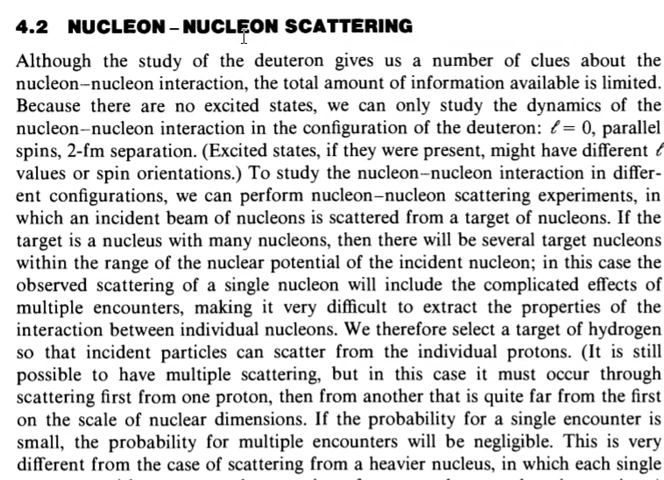 4.2 NUCLEON–NUCLEON SCATTERING
Although the study of the deuteron gives us a number of clues about the
nucleon–nucleon interaction, the total amount of information available is limited.
Because there are no excited states, we can only study the dynamics of the
nucleon–nucleon interaction in the configuration of the deuteron: ℓ = 0, parallel
spins, 2-fm separation. (Excited states, if they were present, might have different ℓ
values or spin orientations.) To study the nucleon–nucleon interaction in differ-
ent configurations, we can perform nucleon–nucleon scattering experiments, in
which an incident beam of nucleons is scattered from a target of nucleons. If the
target is a nucleus with many nucleons, then there will be several target nucleons
within the range of the nuclear potential of the incident nucleon; in this case the
observed scattering of a single nucleon will include the complicated effects of
multiple encounters, making it very difficult to extract the properties of the
interaction between individual nucleons. We therefore select a target of hydrogen
so that incident particles can scatter from the individual protons. (It is still
possible to have multiple scattering, but in this case it must occur through
scattering first from one proton, then from another that is quite far from the first
on the scale of nuclear dimensions. If the probability for a single encounter is
small, the probability for multiple encounters will be negligible. This is very
different from the case of scattering from a heavier nucleus, in which each single